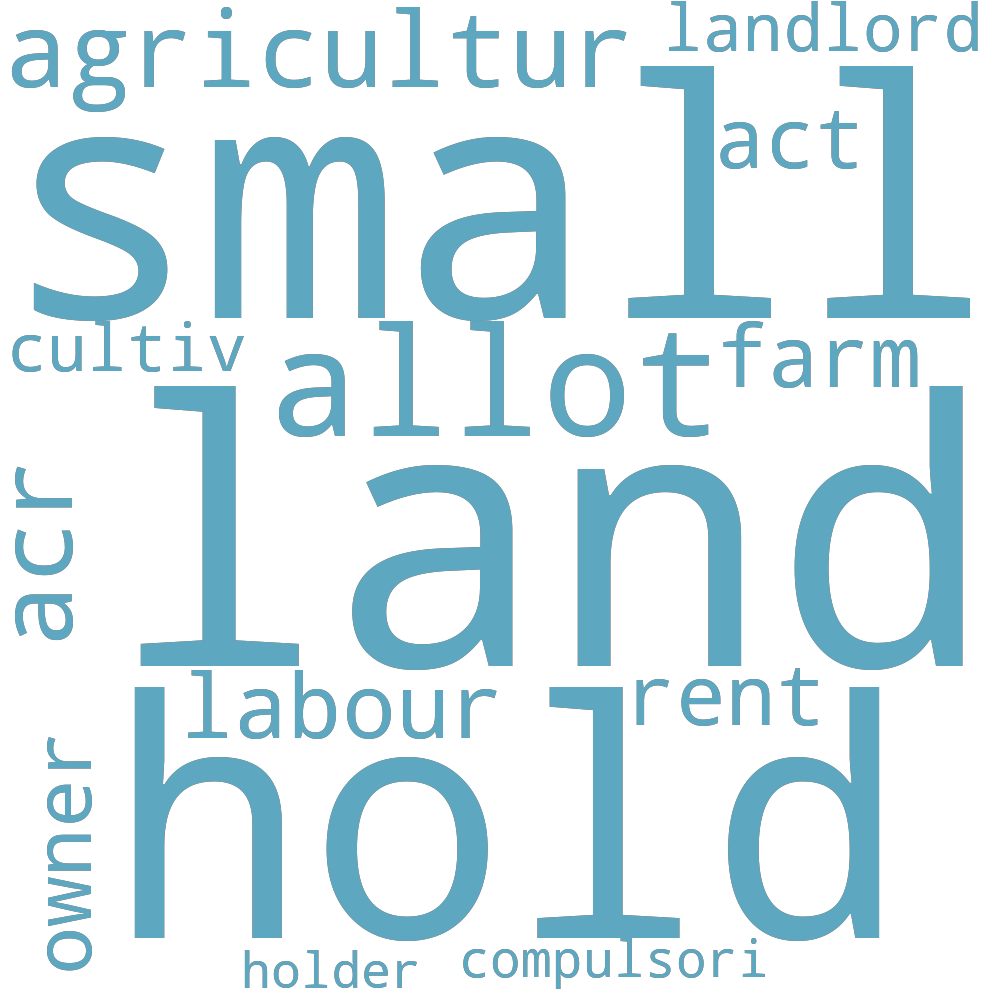 agricultur
landlord
small
act
cultiv
allot
farm
land
acr
labour
rent
hold
owner
holder
compulsori